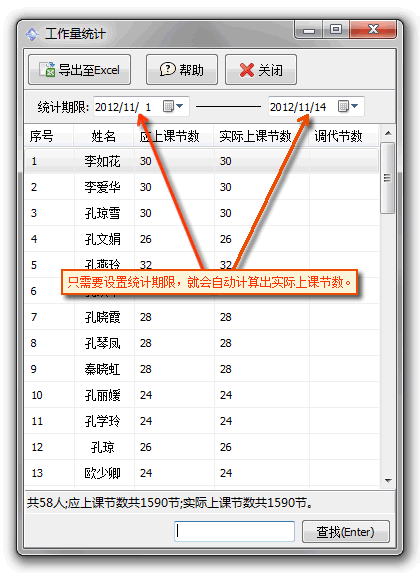 工作量统计
导出至Excel 帮助 关闭
统计期限: 2012/11/ 1 2012/11/14
序号 姓名 应上课节数 实际上课节数 调代节数
1 李如花 30 30
2 李爱华 30 30
3 孔琼雪 30 30
4 孔文娟 26 26
5 孔燕玲 32 32
只需要设置统计期限，就会自动计算出实际上课节数。
6
7 孔晓霞 28 28
8 孔琴凤 28 28
9 秦晓虹 28 28
10 孔丽媛 24 24
11 孔学玲 24 24
12 孔琼 26 26
13 欧少卿 24 24
共58人;应上课节数共1590节;实际上课节数共1590节。
查找(Enter)